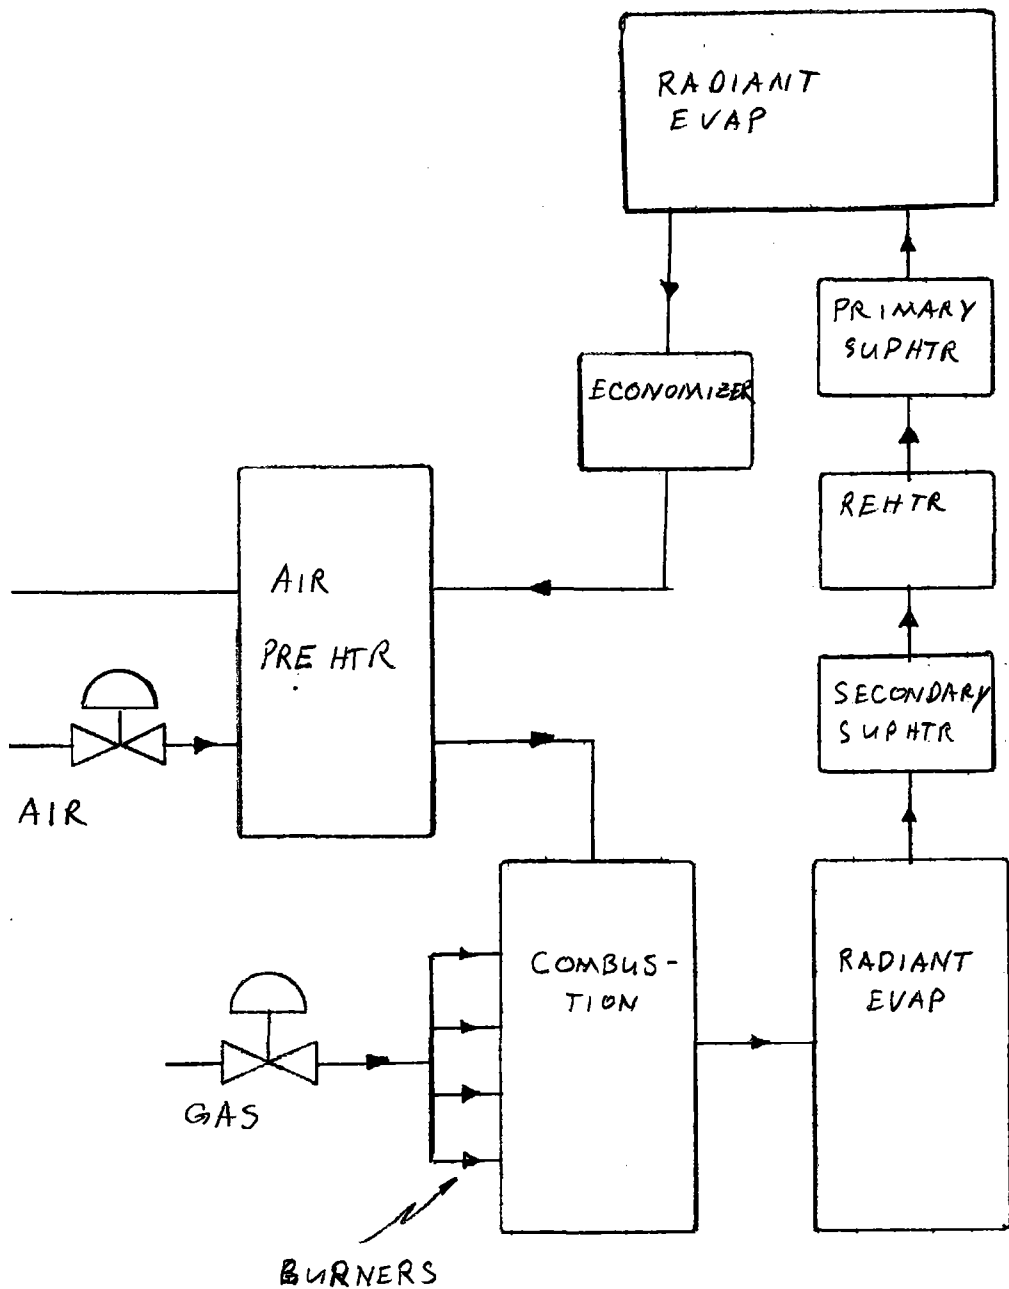 RADIANT
EVAP
PRIMARY
SUPHTR
ECONOMIZER
REHTR
AIR
PRE HTR
SECONDARY
SUPHTR
AIR
COMBUS-
TION
RADIANT
EVAP
GAS
BURNERS